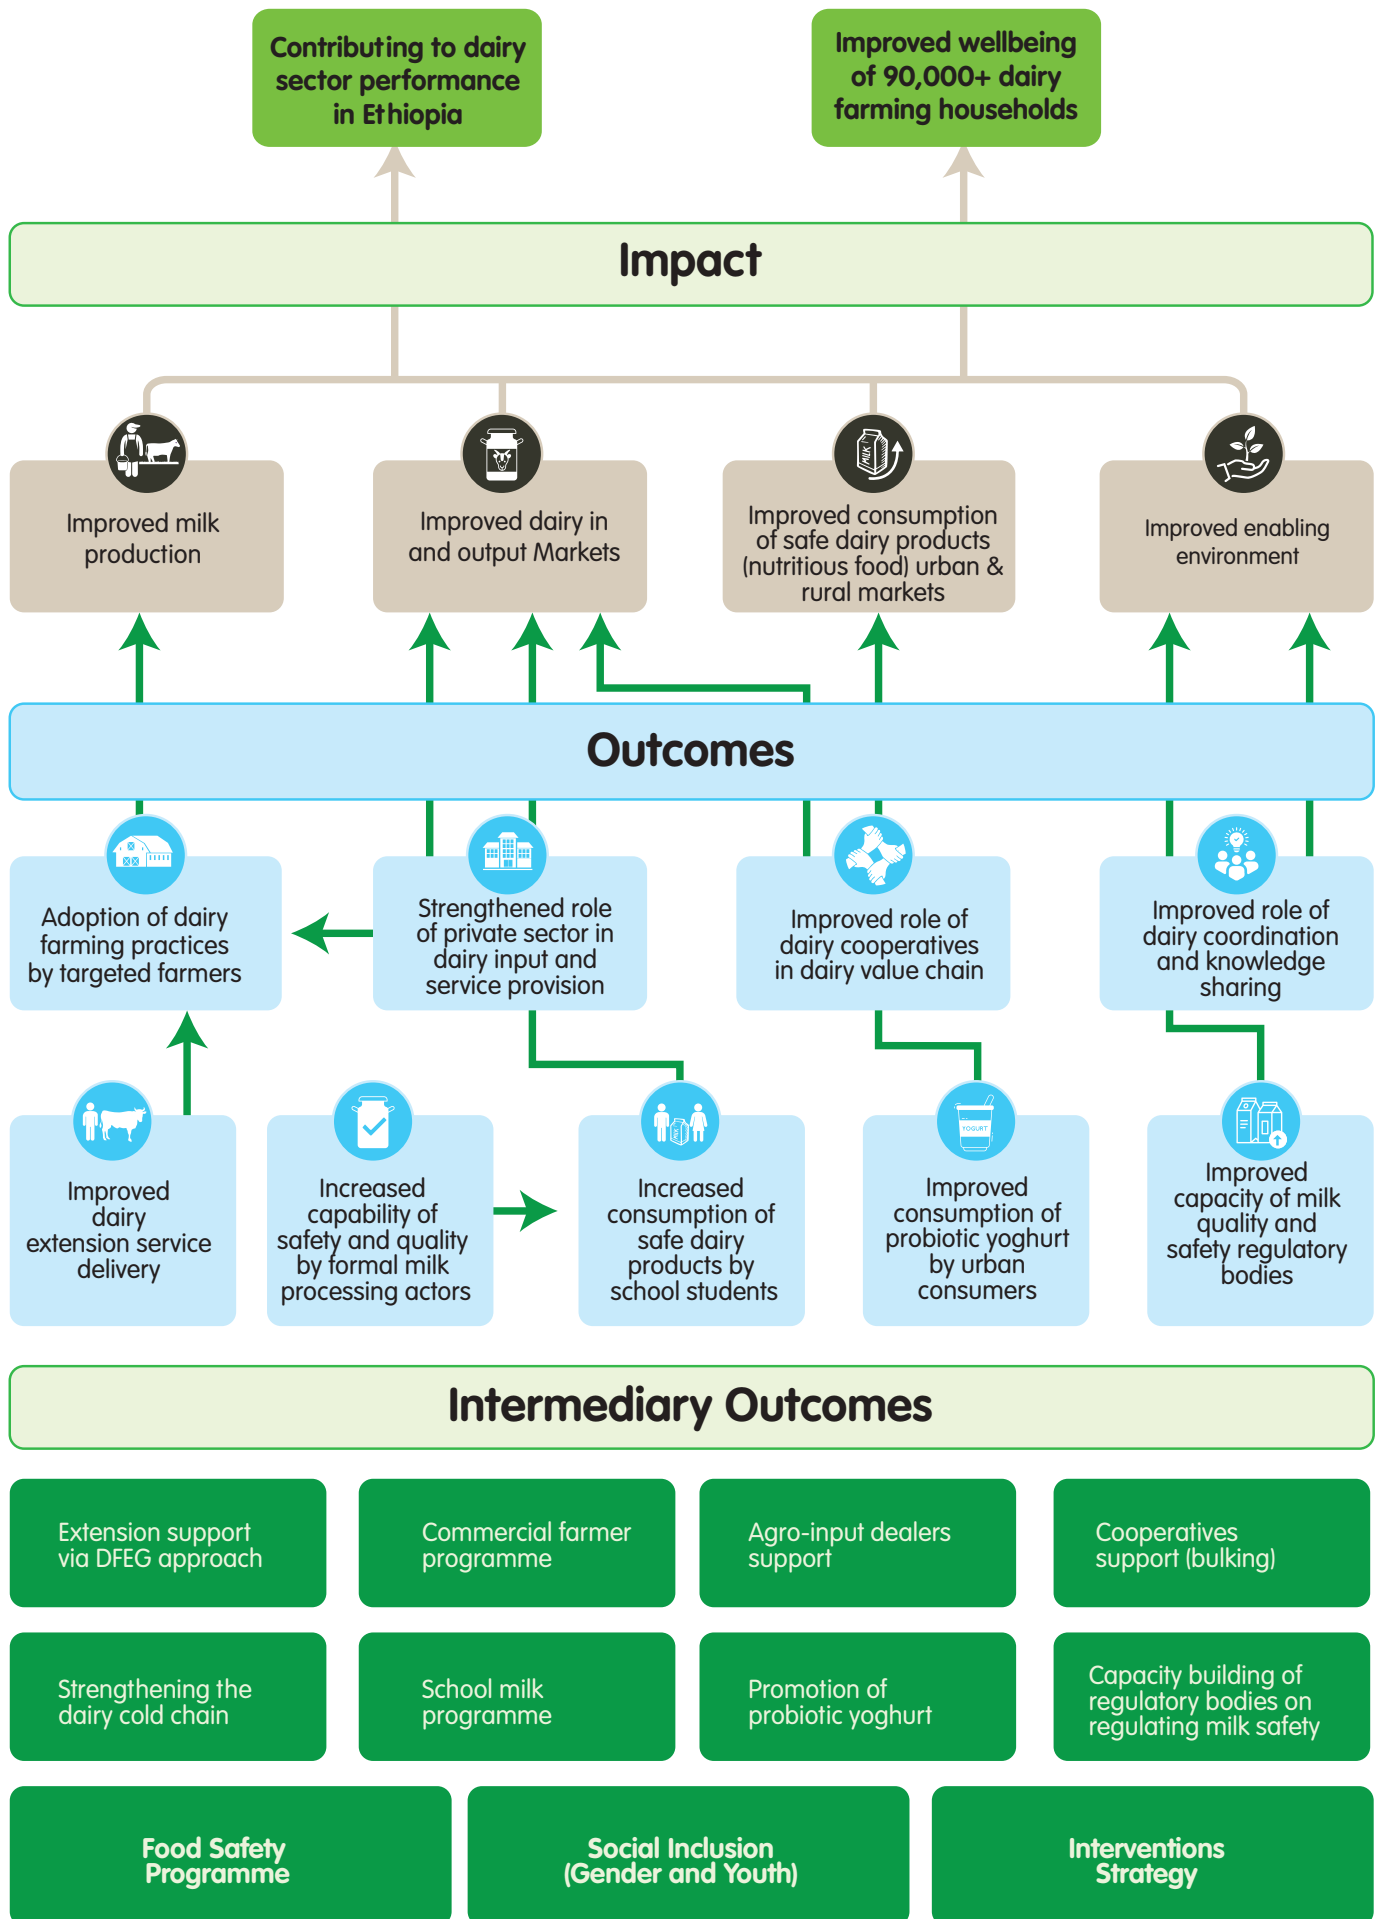 Contributing to dairy
sector performance
in Ethiopia
Improved wellbeing
of 90,000+ dairy
farming households
Impact
Improved milk
production
Improved dairy in
and output Markets
MILK
Improved consumption
of safe dairy products
(nutritious food) urban &
rural markets
Improved enabling
environment
Outcomes
Adoption of dairy
farming practices
by targeted farmers
Strengthened role
of private sector in
dairy input and
service provision
Improved role of
dairy cooperatives
in dairy value chain
Improved role of
dairy coordination
and knowledge
sharing
Improved
dairy
extension service
delivery
Increased
capability of
safety and quality
by formal milk
processing actors
MILK
Increased
consumption of
safe dairy
products by
school students
YOGURT
Improved
consumption of
probiotic yoghurt
by urban
consumers
Improved
capacity of milk
quality and
safety regulatory
bodies
Intermediary Outcomes
Extension support
via DFEG approach
Commercial farmer
programme
Agro-input dealers
support
Cooperatives
support (bulking)
Strengthening the
dairy cold chain
School milk
programme
Promotion of
probiotic yoghurt
Capacity building of
regulatory bodies on
regulating milk safety
Food Safety
Programme
Social Inclusion
(Gender and Youth)
Interventions
Strategy